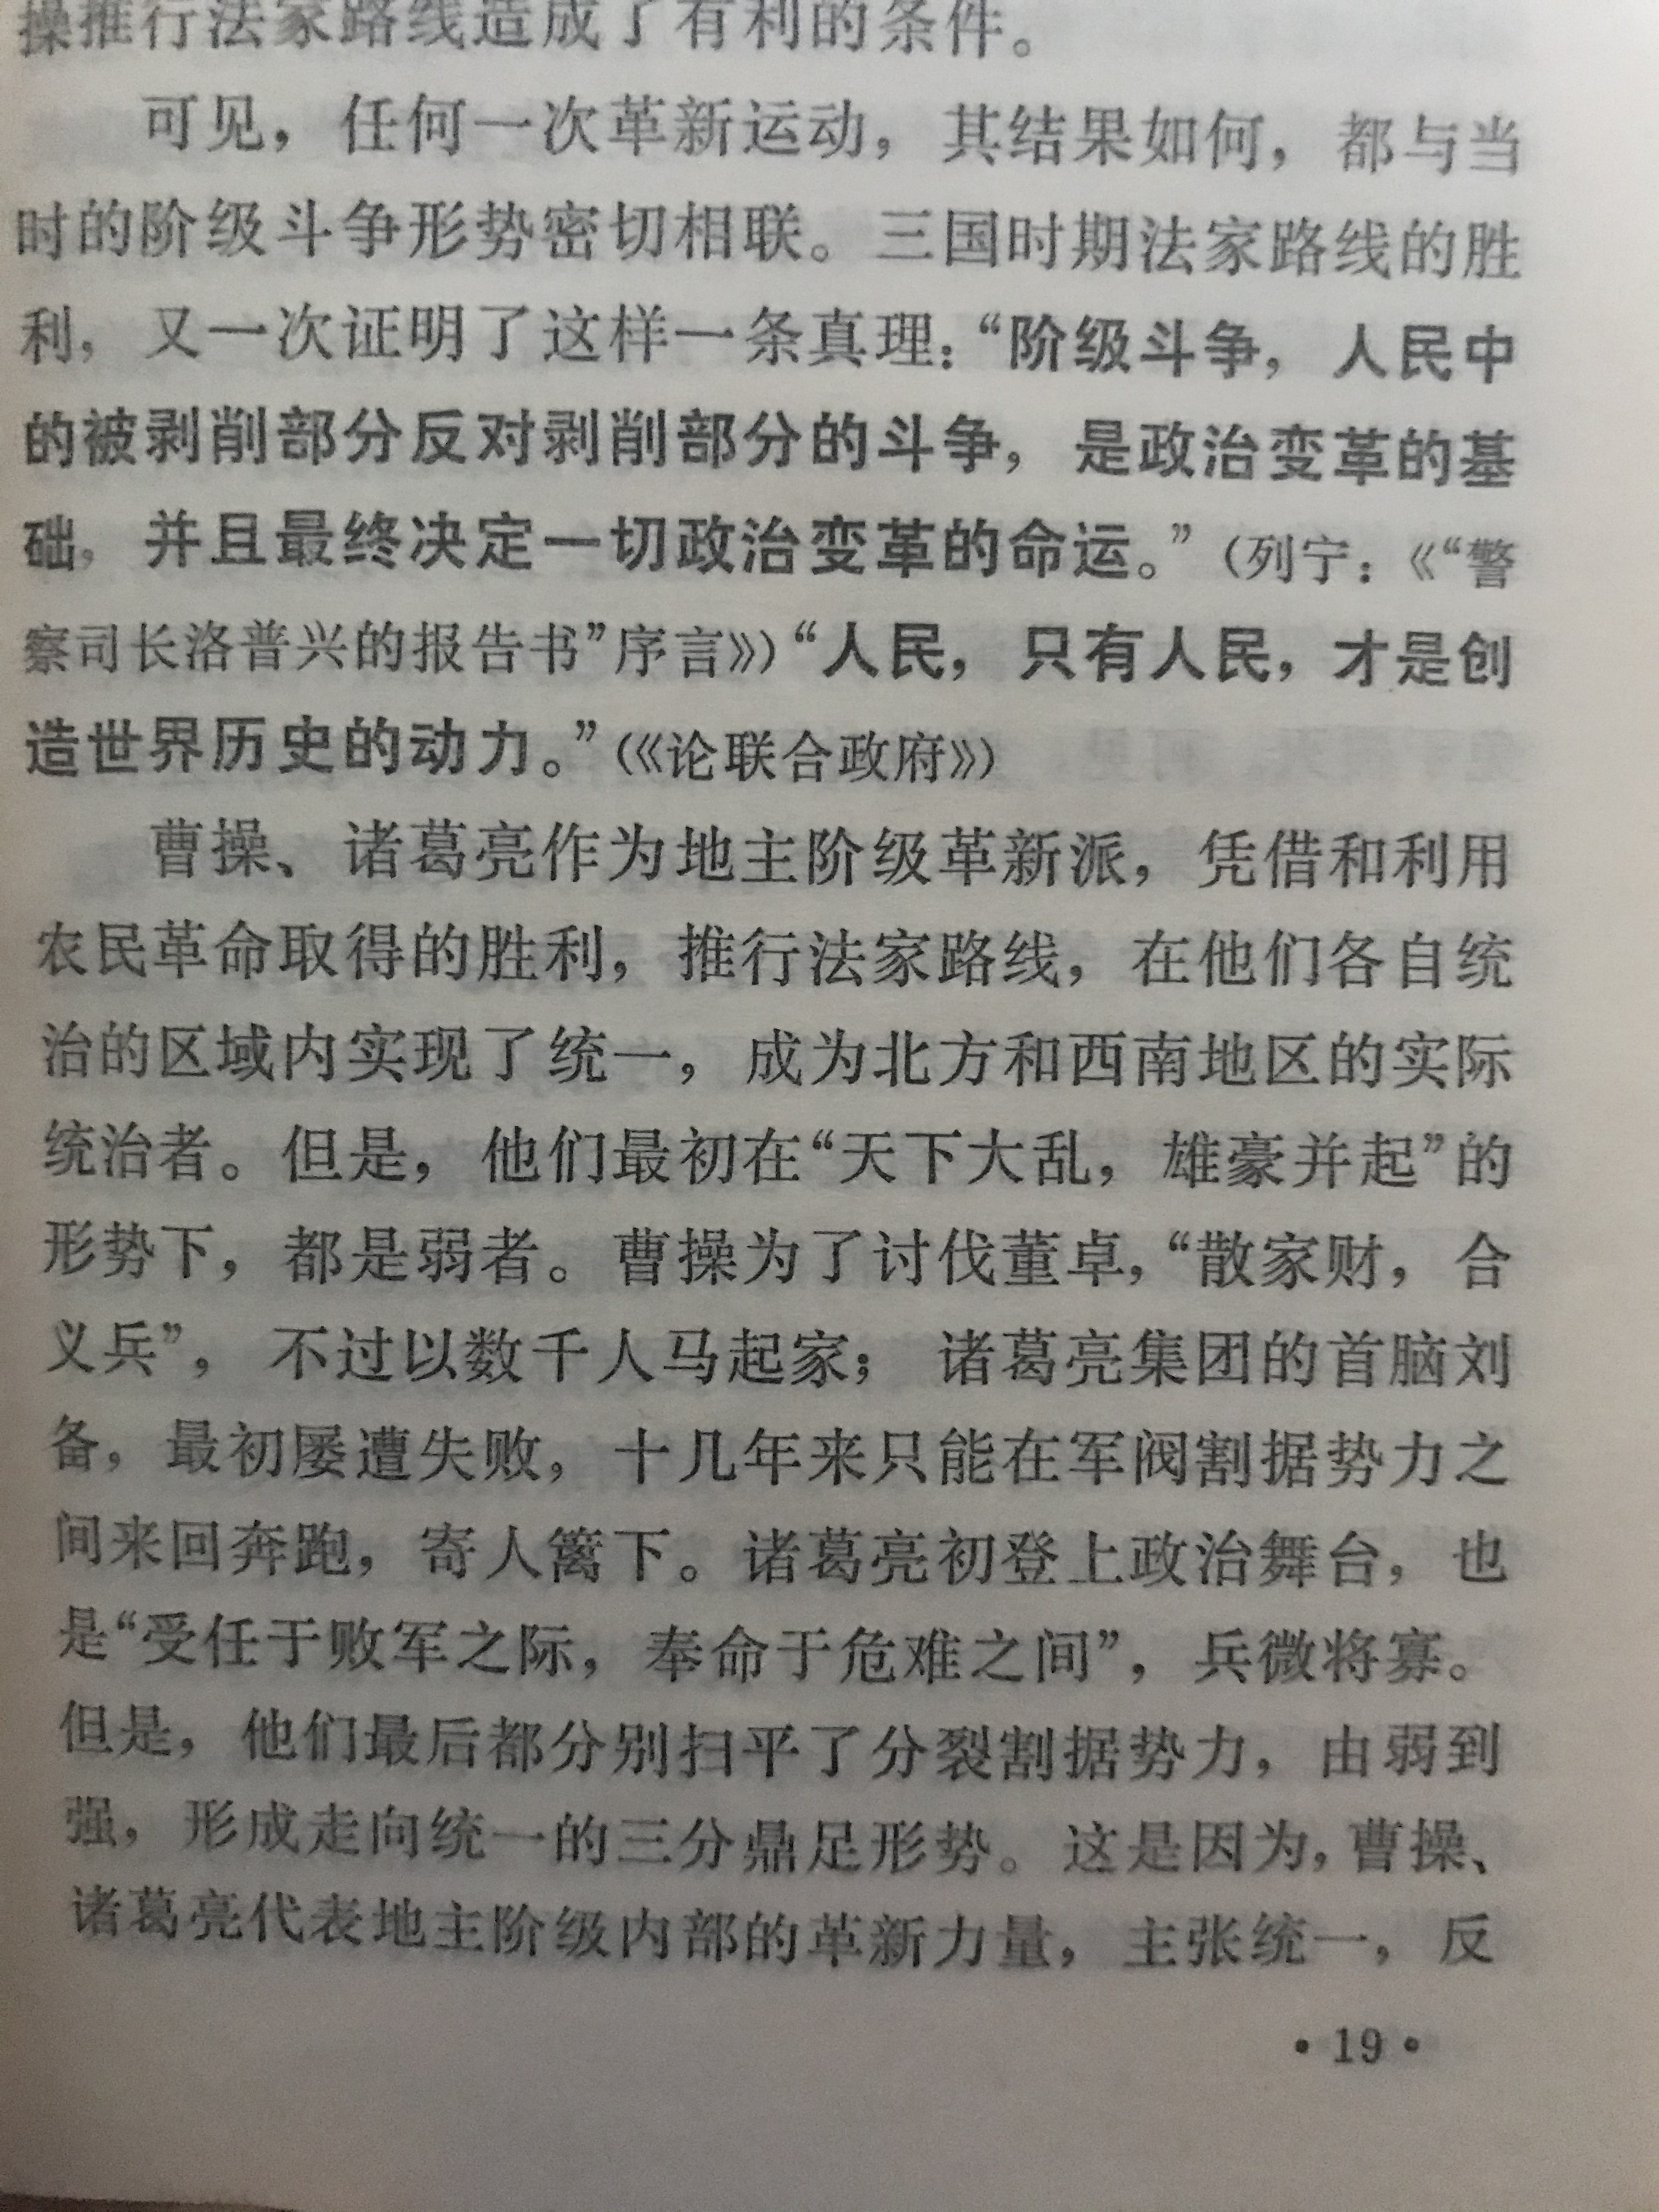 操推行法家路线造成了有利的条件。
可见，任何一次革新运动，其结果如何，都与当
时的阶级斗争形势密切相联。三国时期法家路线的胜
利，又一次证明了这样一条真理：“阶级斗争，人民中
的被剥削部分反对剥削部分的斗争，是政治变革的基
础，并且最终决定一切政治变革的命运。”（列宁：《“警
察司长洛普兴的报告书”序言》）“人民，只有人民，才是创
造世界历史的动力。”（《论联合政府》）
曹操、诸葛亮作为地主阶级革新派，凭借和利用
农民革命取得的胜利，推行法家路线，在他们各自统
治的区域内实现了统一，成为北方和西南地区的实际
统治者。但是，他们最初在“天下大乱，雄豪并起”的
形势下，都是弱者。曹操为了讨伐董卓，“散家财，合
义兵”，不过以数千人马起家；诸葛亮集团的首脑刘
备，最初屡遭失败，十几年来只能在军阀割据势力之
间来回奔跑，寄人篱下。诸葛亮初登上政治舞台，也
是“受任于败军之际，奉命于危难之间”，兵微将寡。
但是，他们最后都分别扫平了分裂割据势力，由弱到
强，形成走向统一的三分鼎足形势。这是因为，曹操、
诸葛亮代表地主阶级内部的革新力量，主张统一，反
·19·